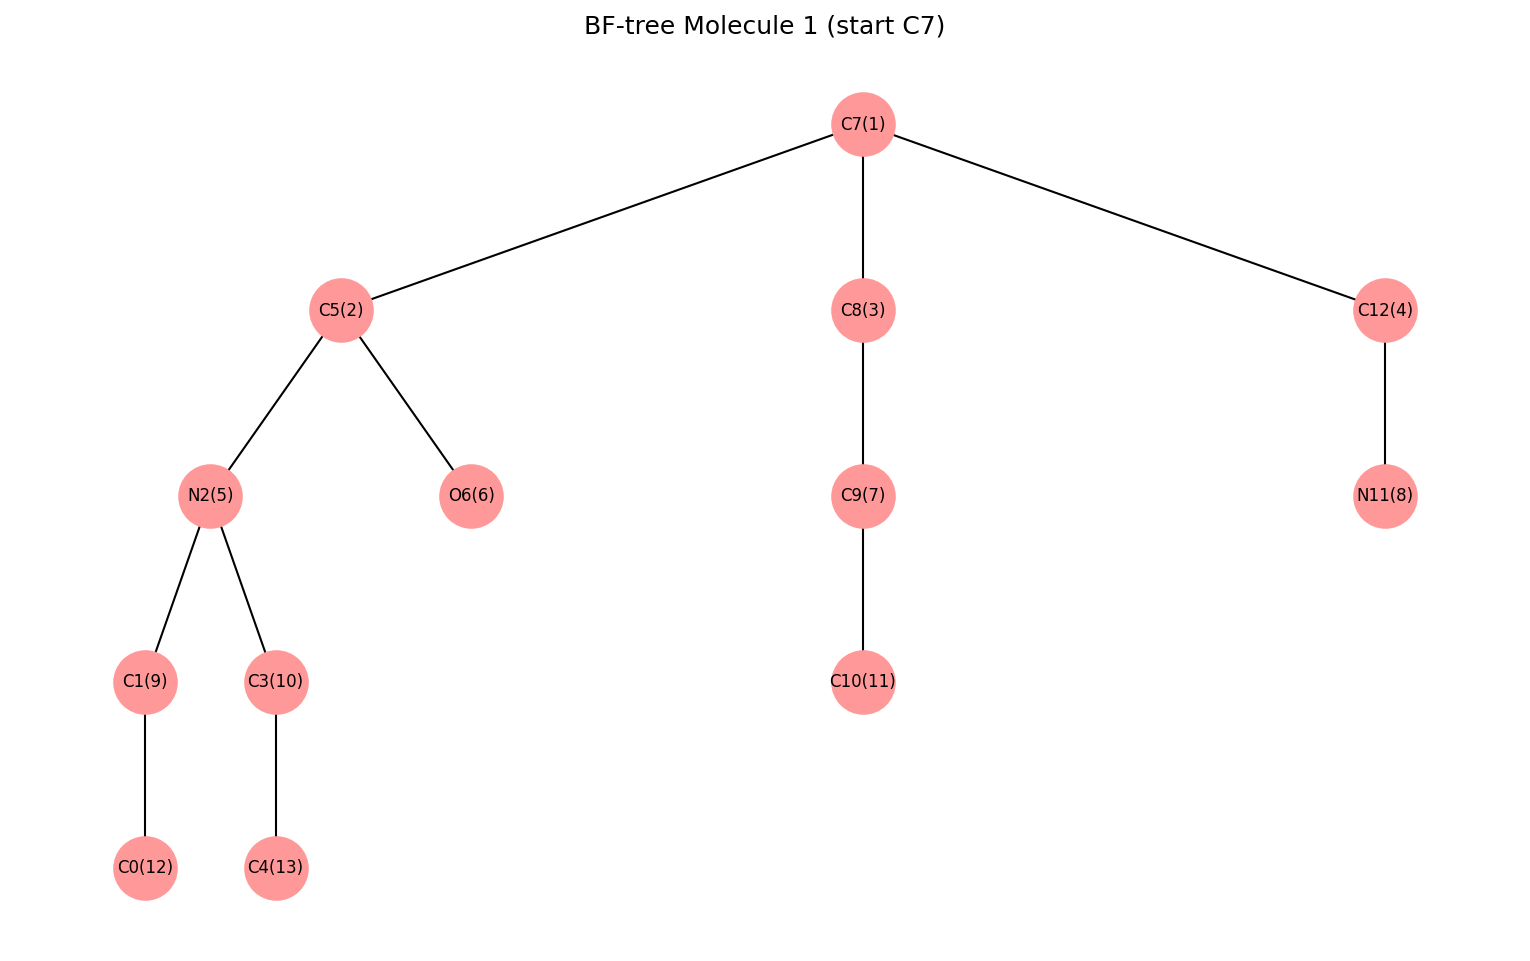 BF-tree Molecule 1 (start C7)
C7(1)
C5(2)
C8(3)
C12(4)
N2(5)
O6(6)
C9(7)
N11(8)
C1(9)
C3(10)
C10(11)
C0(12)
C4(13)